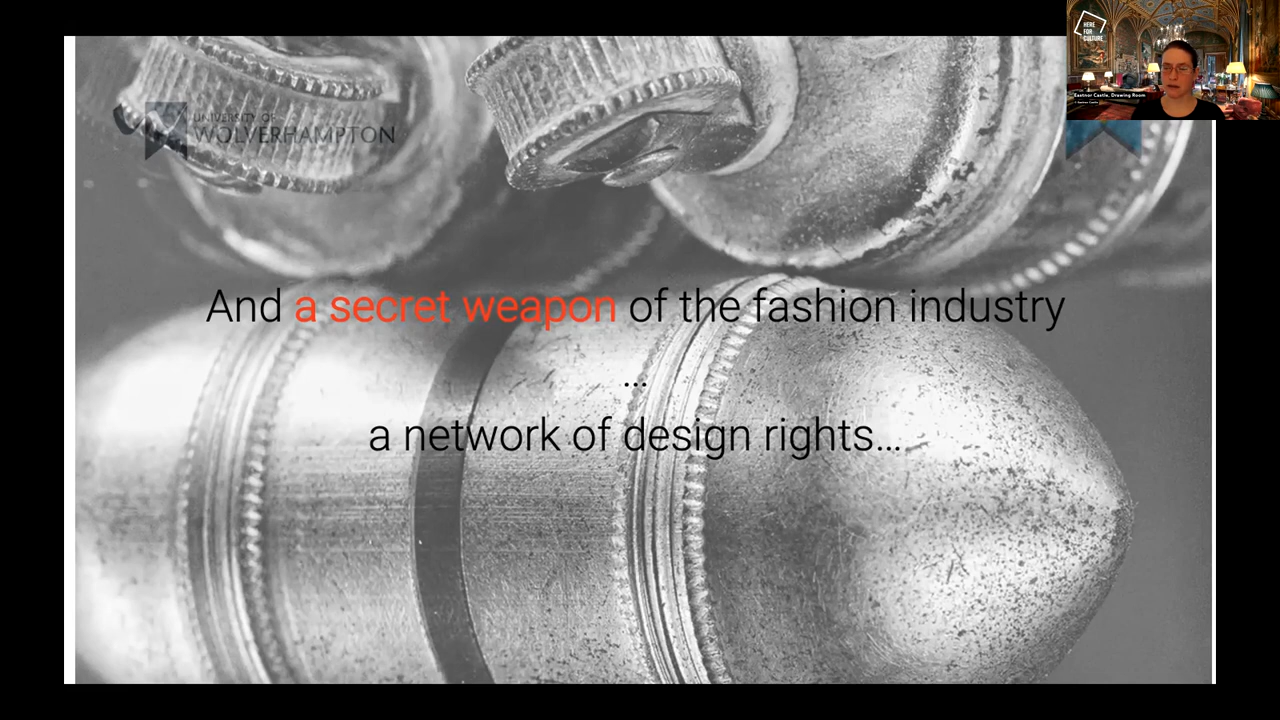 HERE
FOR
CULTURE
Eastnor Castle, Drawing Room
UNIVERSITY OF
WOLVERHAMPTON
And a secret weapon of the fashion industry
...
a network of design rights...